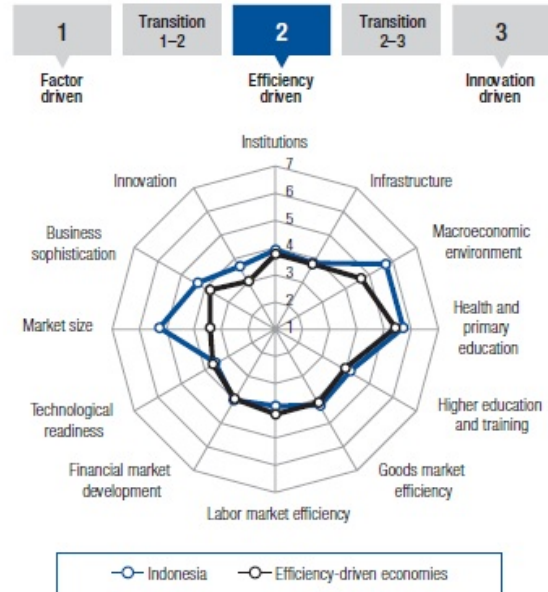 1
Transition
1–2
2
Transition
2–3
3
Factor
driven
Efficiency
driven
Innovation
driven
Institutions
7
Innovation
6
Infrastructure
5
Business
sophistication
4
Macroeconomic
environment
3
2
Market size
1
Health and
primary
education
Technological
readiness
Higher education
and training
Financial market
development
Goods market
efficiency
Labor market efficiency
Indonesia
Efficiency-driven economies